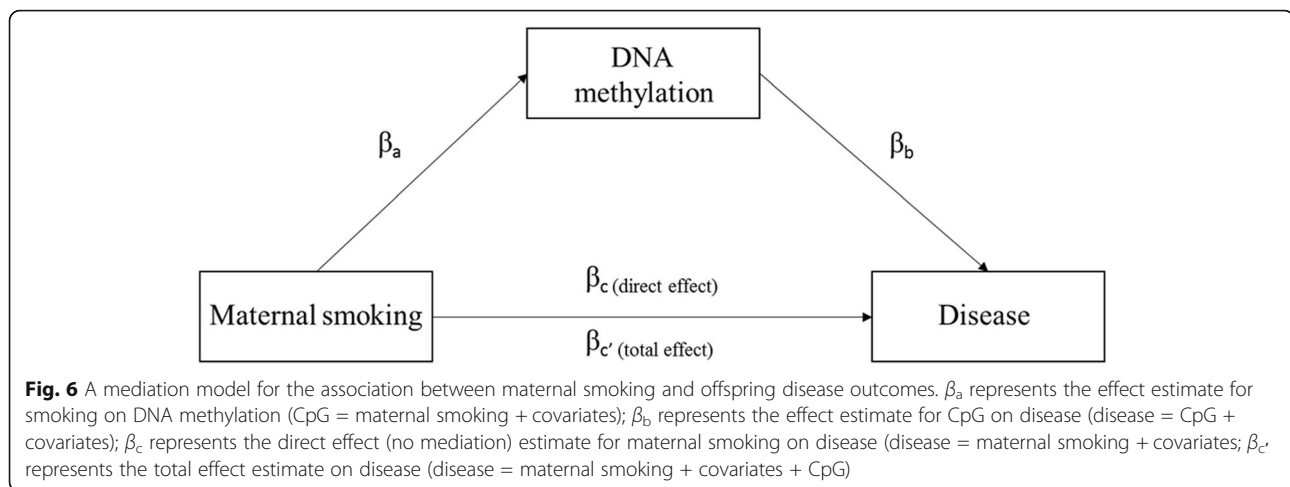 DNA
methylation
βa
βb
Maternal smoking
βc (direct effect)
βc′ (total effect)
Disease
Fig. 6 A mediation model for the association between maternal smoking and offspring disease outcomes. βa represents the effect estimate for
smoking on DNA methylation (CpG = maternal smoking + covariates); βb represents the effect estimate for CpG on disease (disease = CpG +
covariates); βc represents the direct effect (no mediation) estimate for maternal smoking on disease (disease = maternal smoking + covariates; βc′
represents the total effect estimate on disease (disease = maternal smoking + covariates + CpG)